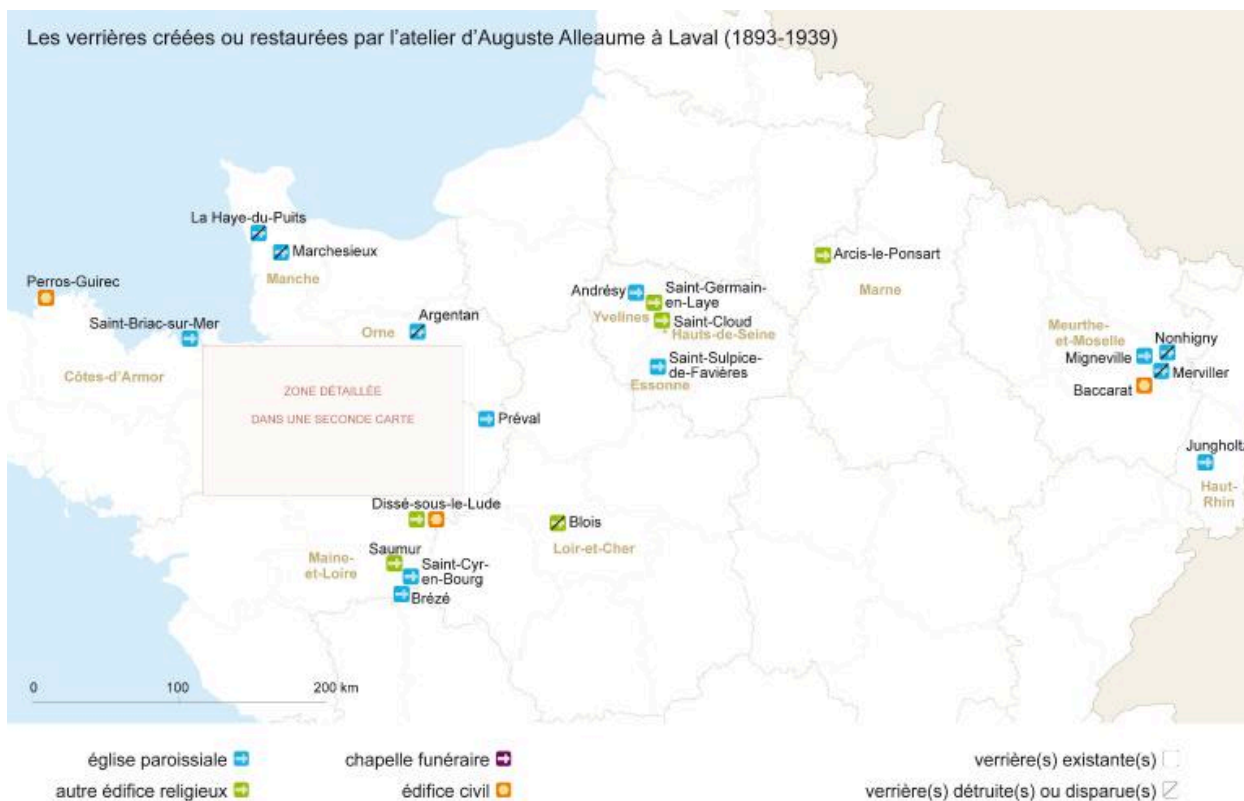 Les verrières créées ou restaurées par l'atelier d'Auguste Alleaume à Laval (1893-1939)
La Haye-du-Puits
Marchesieux
Manche
Perros-Guirec
Saint-Briac-sur-Mer
Côtes-d'Armor
Argentan
Orne
ZONE DÉTAILLÉE
DANS UNE SECONDE CARTE
Préval
Andrésy
Saint-Germain-
en-Laye
Yvelines
Saint-Cloud
Hauts-de-Seine
Saint-Sulpice-
de-Favières
Essonne
Arcis-le-Ponsart
Marne
Meurthe-
et-Moselle
Nonhigny
Migneville
Merviller
Baccarat
Jungholtz
Haut-
Rhin
Dissé-sous-le-Lude
Blois
Loir-et-Cher
Maine-
et-Loire
Saumur
Saint-Cyr-
en-Bourg
Brézé
0 100 200 km
église paroissiale
autre édifice religieux
chapelle funéraire
édifice civil
verrière(s) existante(s)
verrière(s) détruite(s) ou disparue(s)